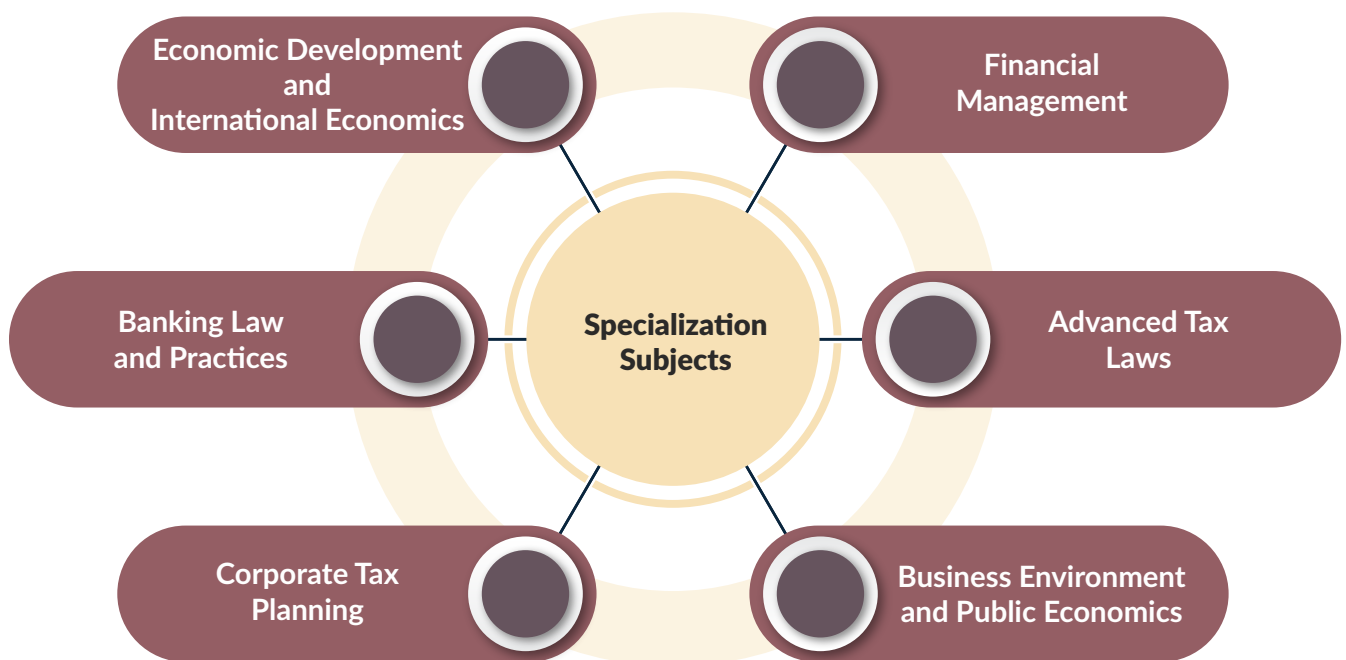 Economic Development
and
International Economics
Financial
Management
Banking Law
and Practices
Specialization
Subjects
Advanced Tax
Laws
Corporate Tax
Planning
Business Environment
and Public Economics